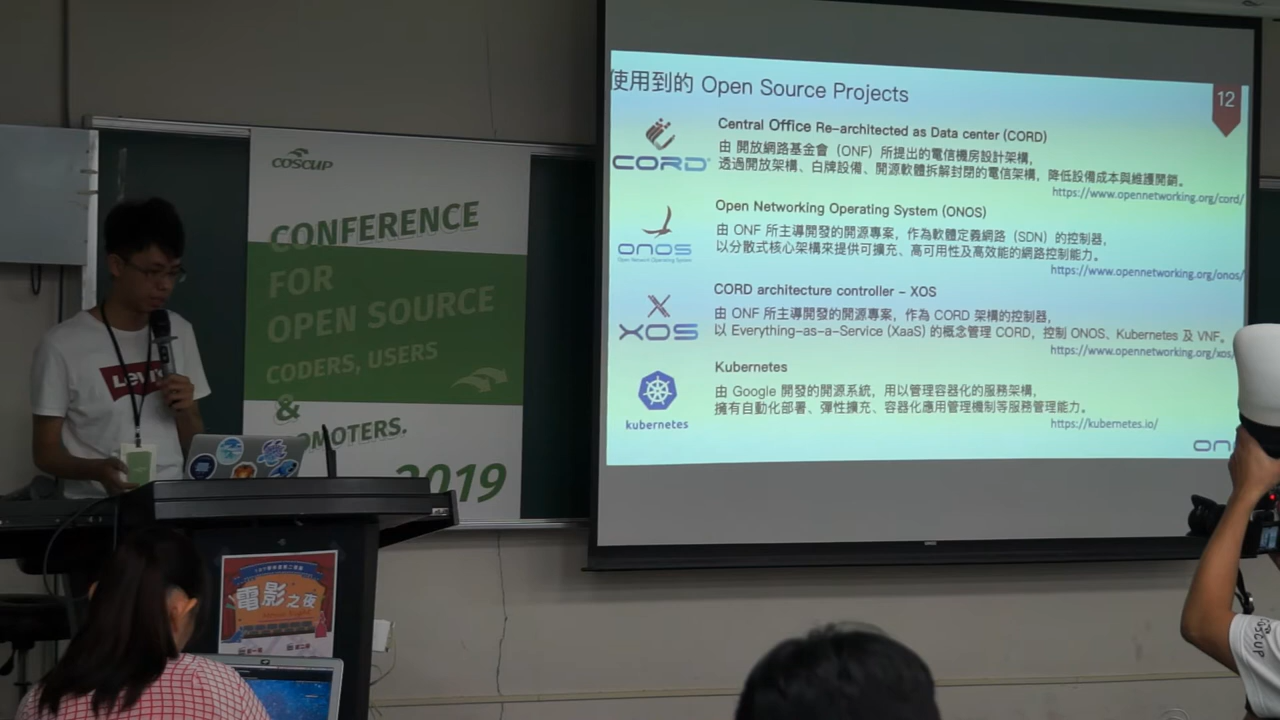 使用到的 Open Source Projects
12
CORD
Central Office Re-architected as Data center (CORD)
由 開放網路基金會（ONF）所提出的電信機房設計架構，
透過開放架構、白牌設備、開源軟體拆解封閉的電信架構，降低設備成本與維護開銷。
https://www.opennetworking.org/cord/
onos
Open Network Operating System
Open Networking Operating System (ONOS)
由 ONF 所主導開發的開源專案，作為軟體定義網路（SDN）的控制器，
以分散式核心架構來提供可擴充、高可用性及高效能的網路控制能力。
https://www.opennetworking.org/onos/
XOS
CORD architecture controller - XOS
由 ONF 所主導開發的開源專案，作為 CORD 架構的控制器，
以 Everything-as-a-Service (XaaS) 的概念管理 CORD，控制 ONOS、Kubernetes 及 VNF。
https://www.opennetworking.org/xos/
kubernetes
Kubernetes
由 Google 開發的開源系統，用以管理容器化的服務架構，
擁有自動化部署、彈性擴充、容器化應用管理機制等服務管理能力。
https://kubernetes.io/
COSCUP
CONFERENCE
FOR
OPEN SOURCE
CODERS, USERS
&
OMOTERS.
2019
Levi's
電影之夜
COSCUP